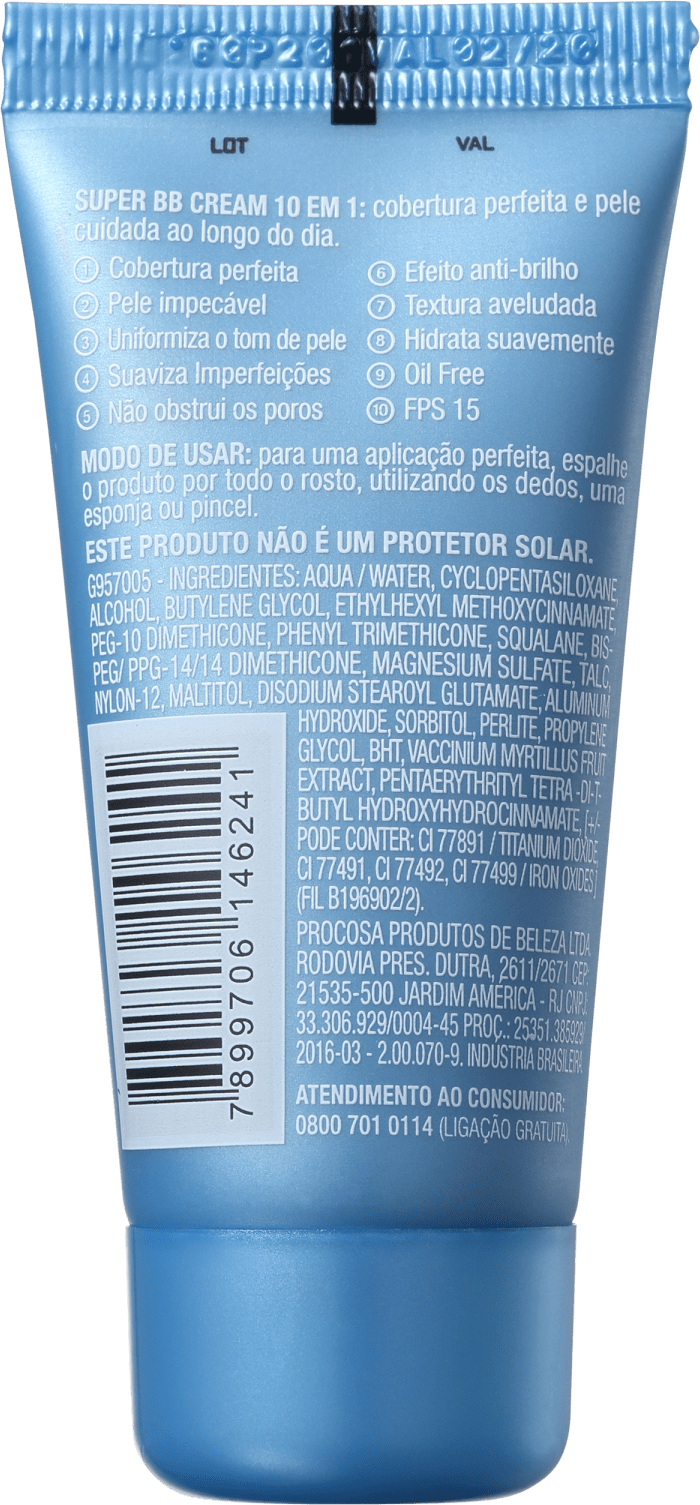 VAL02/20
LOT VAL
SUPER BB CREAM 10 EM 1: cobertura perfeita e pele
cuidada ao longo do dia.
1 Cobertura perfeita
2 Pele impecável
3 Uniformiza o tom de pele
4 Suaviza Imperfeições
5 Não obstrui os poros
6 Efeito anti-brilho
7 Textura aveludada
8 Hidrata suavemente
9 Oil Free
10 FPS 15
MODO DE USAR: para uma aplicação perfeita, espalhe
o produto por todo o rosto, utilizando os dedos, uma
esponja ou pincel.
ESTE PRODUTO NÃO É UM PROTETOR SOLAR.
G957005 - INGREDIENTES: AQUA / WATER, CYCLOPENTASILOXANE,
ALCOHOL, BUTYLENE GLYCOL, ETHYLHEXYL METHOXYCINNAMATE,
PEG-10 DIMETHICONE, PHENYL TRIMETHICONE, SQUALANE, BIS-
PEG/ PPG-14/14 DIMETHICONE, MAGNESIUM SULFATE, TALC,
NYLON-12, MALTITOL, DISODIUM STEAROYL GLUTAMATE, ALUMINUM
HYDROXIDE, SORBITOL, PERLITE, PROPYLENE
GLYCOL, BHT, VACCINIUM MYRTILLUS FRUIT
EXTRACT, PENTAERYTHRITYL TETRA -DI-T-
BUTYL HYDROXYHYDROCINNAMATE, [+/-
PODE CONTER: CI 77891 / TITANIUM DIOXIDE,
CI 77491, CI 77492, CI 77499 / IRON OXIDES]
(FIL B196902/2).
PROCOSA PRODUTOS DE BELEZA LTDA.
RODOVIA PRES. DUTRA, 2611/2671 CEP:
21535-500 JARDIM AMÉRICA - RJ CNPJ:
33.306.929/0004-45 PROÇ.: 25351.385929/
2016-03 - 2.00.070-9. INDÚSTRIA BRASILEIRA
ATENDIMENTO AO CONSUMIDOR:
0800 701 0114 (LIGAÇÃO GRATUITA).
7 899706 146241